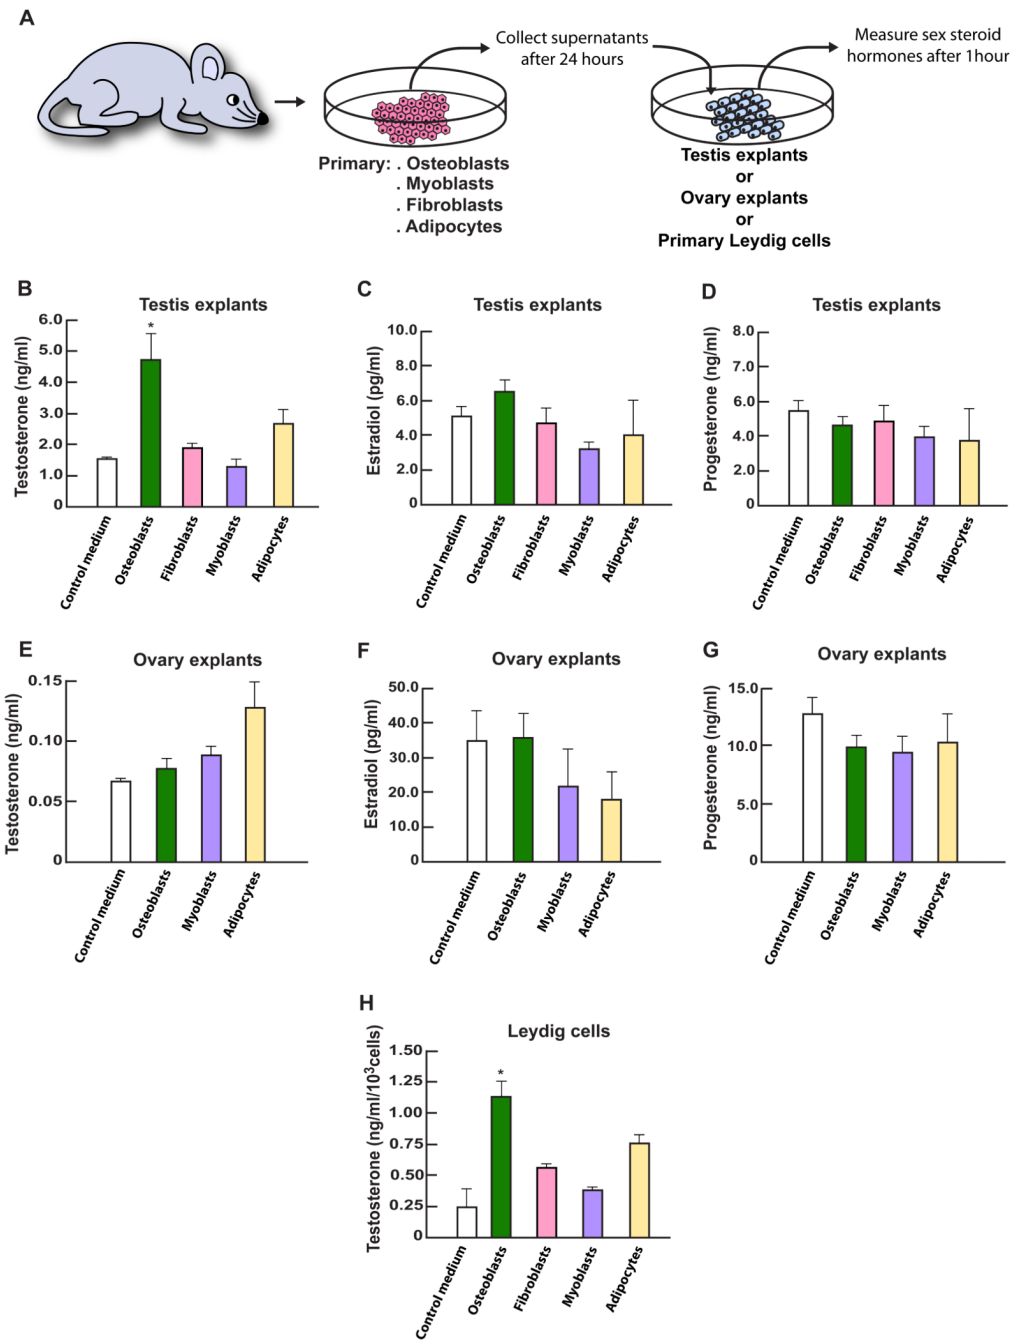 A
Collect supernatants
after 24 hours
Measure sex steroid
hormones after 1hour
Primary: . Osteoblasts
. Myoblasts
. Fibroblasts
. Adipocytes
Testis explants
or
Ovary explants
or
Primary Leydig cells
B
Testis explants
Testosterone (ng/ml)
6.0
5.0
4.0
3.0
2.0
1.0
0
*
Control medium
Osteoblasts
Fibroblasts
Myoblasts
Adipocytes
C
Testis explants
Estradiol (pg/ml)
10.0
8.0
6.0
4.0
2.0
0
Control medium
Osteoblasts
Fibroblasts
Myoblasts
Adipocytes
D
Testis explants
Progesterone (ng/ml)
8.0
7.0
6.0
4.0
2.0
0
Control medium
Osteoblasts
Fibroblasts
Myoblasts
Adipocytes
E
Ovary explants
Testosterone (ng/ml)
0.15
0.10
0.05
0
Control medium
Osteoblasts
Myoblasts
Adipocytes
F
Ovary explants
Estradiol (pg/ml)
50.0
40.0
30.0
20.0
10.0
0
Control medium
Osteoblasts
Myoblasts
Adipocytes
G
Ovary explants
Progesterone (ng/ml)
15.0
10.0
5.0
0
Control medium
Osteoblasts
Myoblasts
Adipocytes
H
Leydig cells
Testosterone (ng/ml/10³cells)
1.50
1.25
1.00
0.75
0.50
0.25
0
*
Control medium
Osteoblasts
Fibroblasts
Myoblasts
Adipocytes